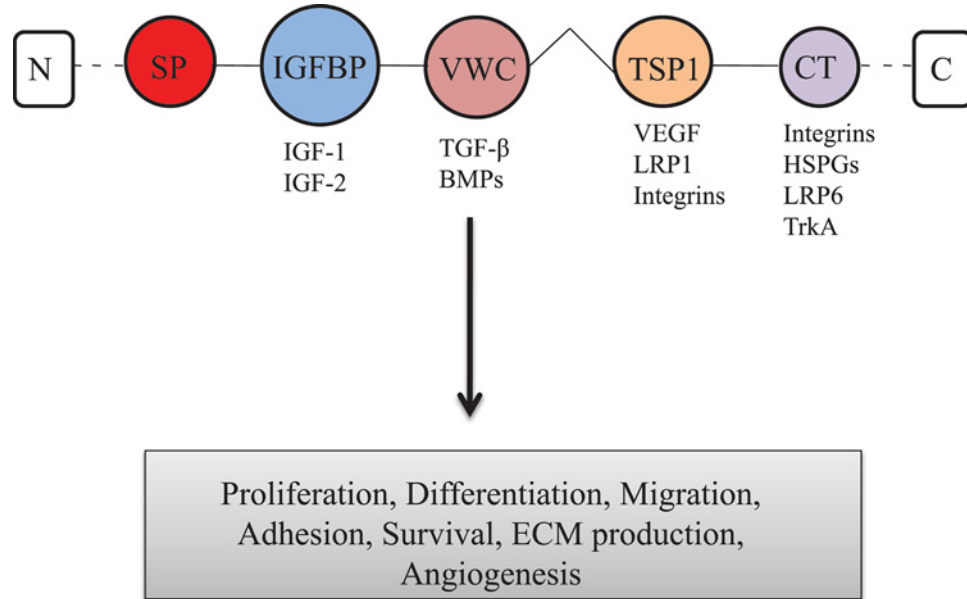 N SP IGFBP VWC TSP1 CT C
IGF-1
IGF-2
TGF-β
BMPs
VEGF
LRP1
Integrins
Integrins
HSPGs
LRP6
TrkA
Proliferation, Differentiation, Migration,
Adhesion, Survival, ECM production,
Angiogenesis